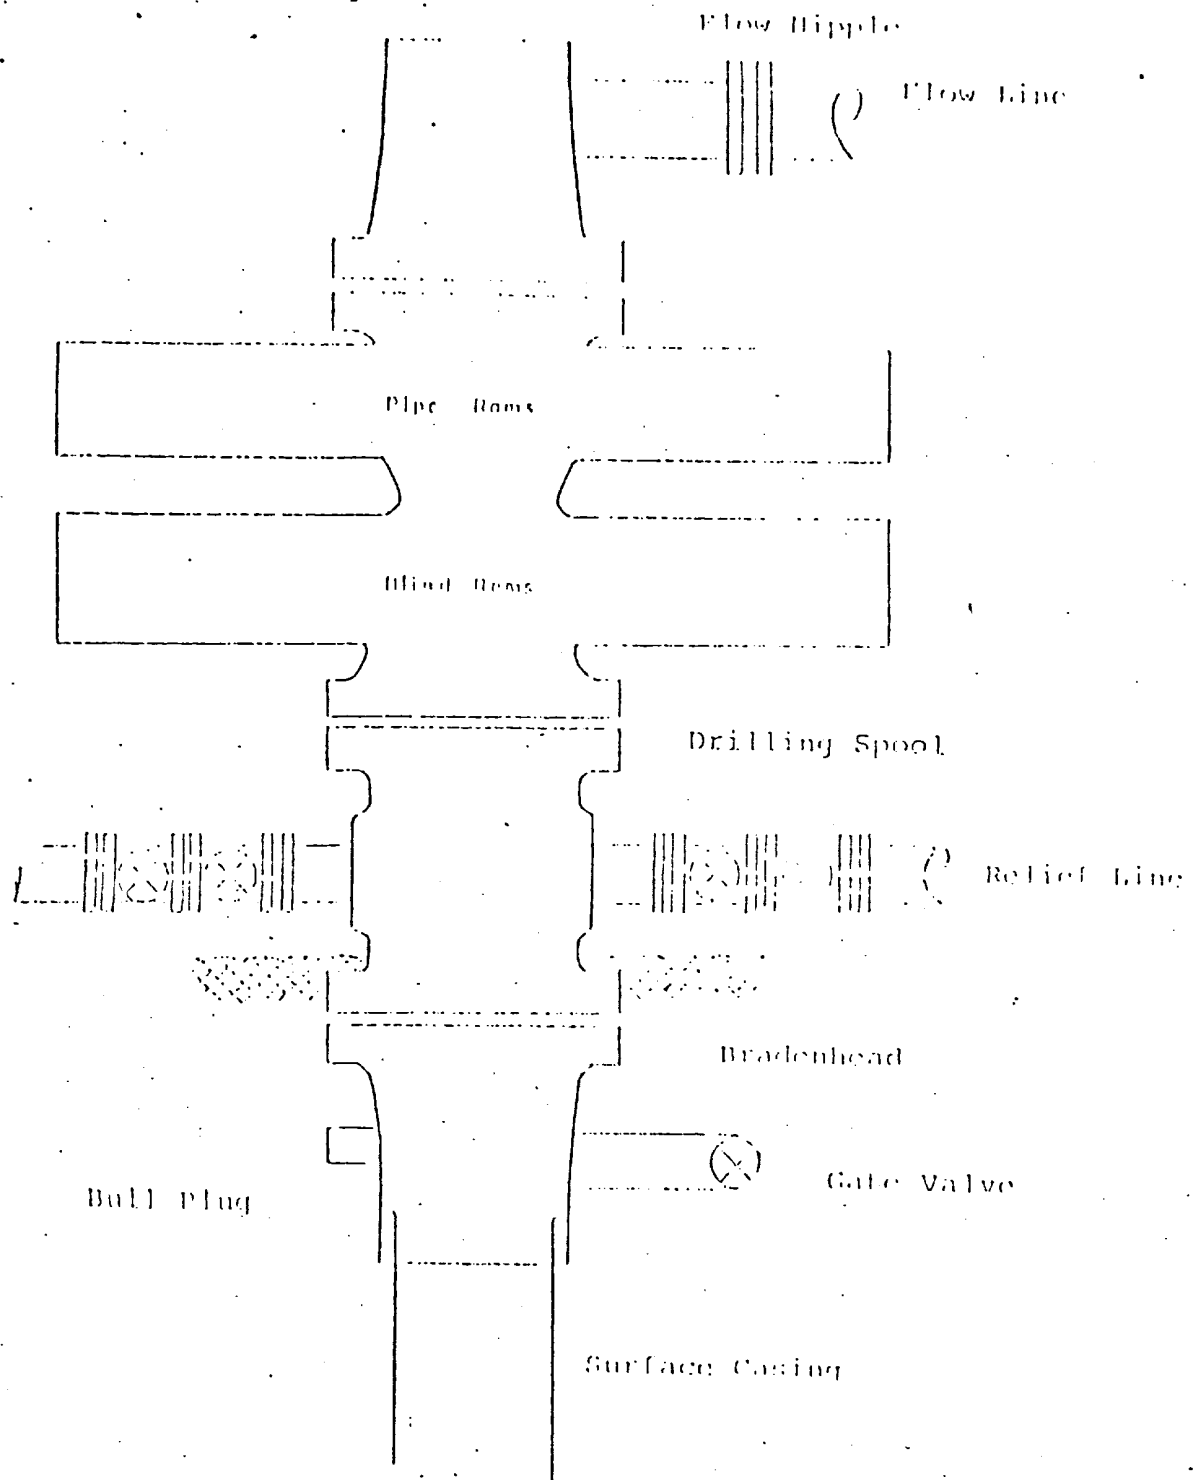 Flow Nipple
Flow Line
Pipe Rams
Blind Rams
Drilling Spool
Relief Line
Bradenhead
Gate Valve
Bull Plug
Surface Casing